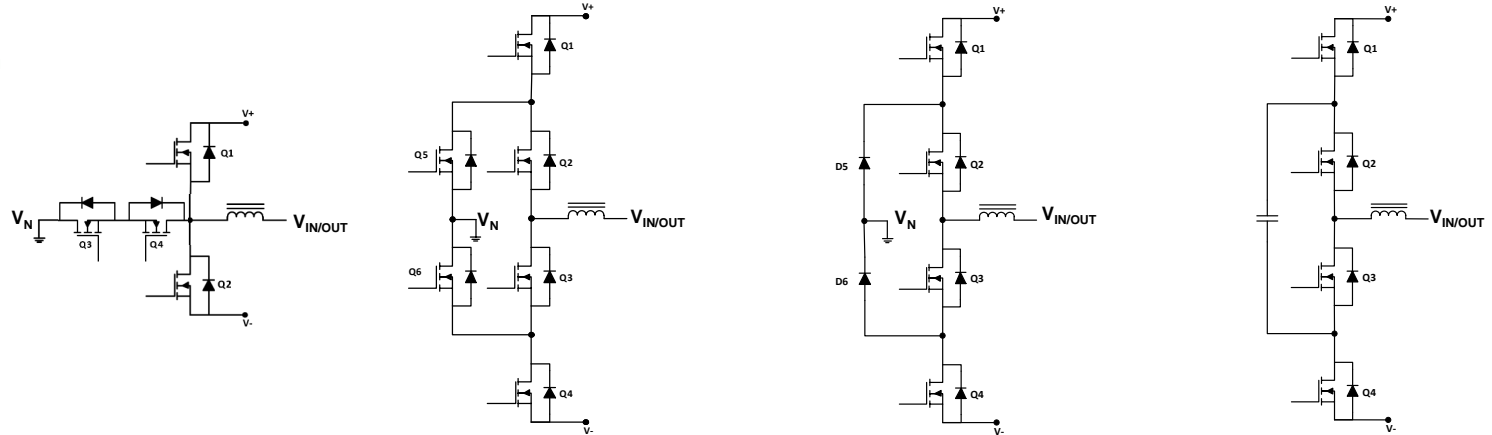 V+
Q1
V_N
Q3
Q4
V_IN/OUT
Q2
V-
V+
Q1
Q5
Q2
V_N
V_IN/OUT
Q6
Q3
Q4
V-
V+
Q1
D5
Q2
V_N
V_IN/OUT
D6
Q3
Q4
V-
V+
Q1
Q2
V_IN/OUT
Q3
Q4
V-